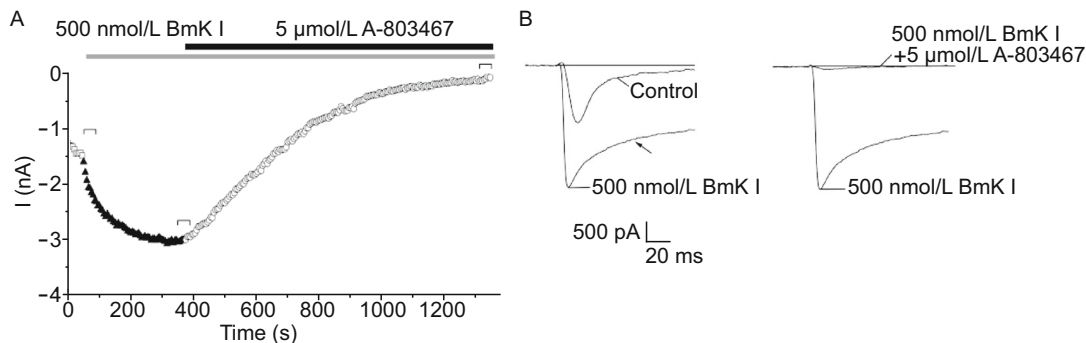 A
500 nmol/L BmK I
5 μmol/L A-803467
0
−1
−2
−3
−4
I (nA)
0
200
400
600
800
1000
1200
Time (s)
B
Control
500 nmol/L BmK I
500 pA
20 ms
500 nmol/L BmK I
+5 μmol/L A-803467
500 nmol/L BmK I